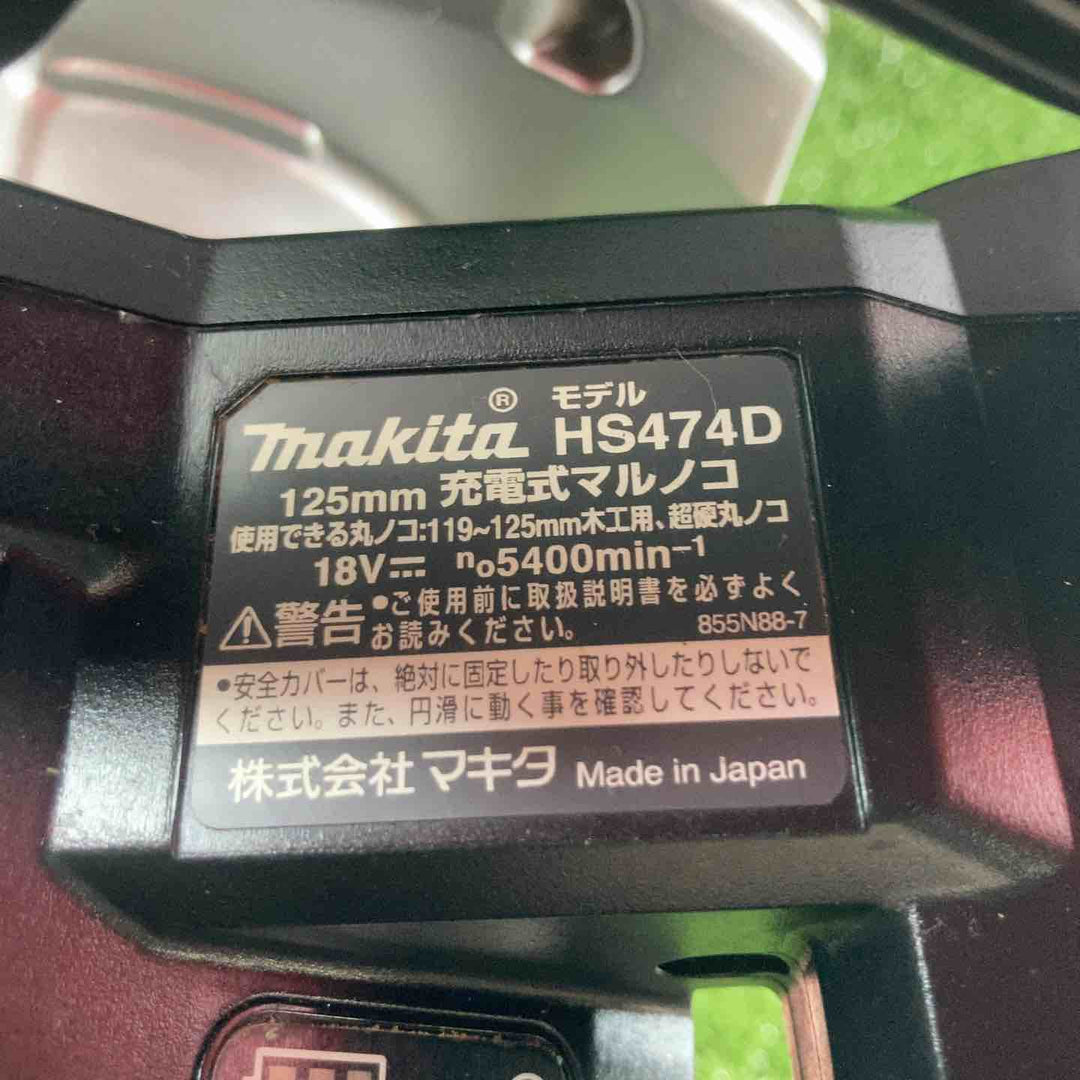 makita® モデル HS474D
125mm 充電式マルノコ
使用できる丸ノコ:119~125mm木工用、超硬丸ノコ
18V⎓ n₀5400min⁻¹
⚠警告 •ご使用前に取扱説明書を必ずよく
お読みください。 855N88-7
•安全カバーは、絶対に固定したり取り外したりしないで
ください。また、円滑に動く事を確認してください。
株式会社マキタ Made in Japan